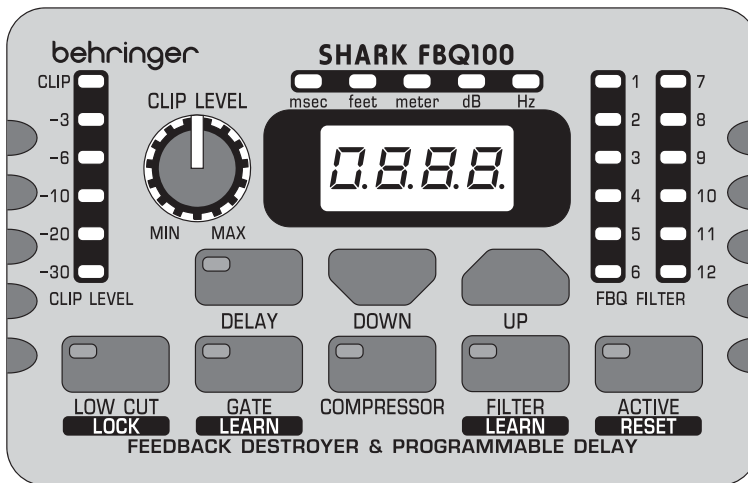 behringer
SHARK FBQ100
msec feet meter dB Hz
CLIP
-3
-6
-10
-20
-30
CLIP LEVEL
CLIP LEVEL
MIN MAX
0.8.8.8.
1 7
2 8
3 9
4 10
5 11
6 12
FBQ FILTER
DELAY DOWN UP
LOW CUT GATE COMPRESSOR FILTER ACTIVE
LOCK LEARN LEARN RESET
FEEDBACK DESTROYER & PROGRAMMABLE DELAY